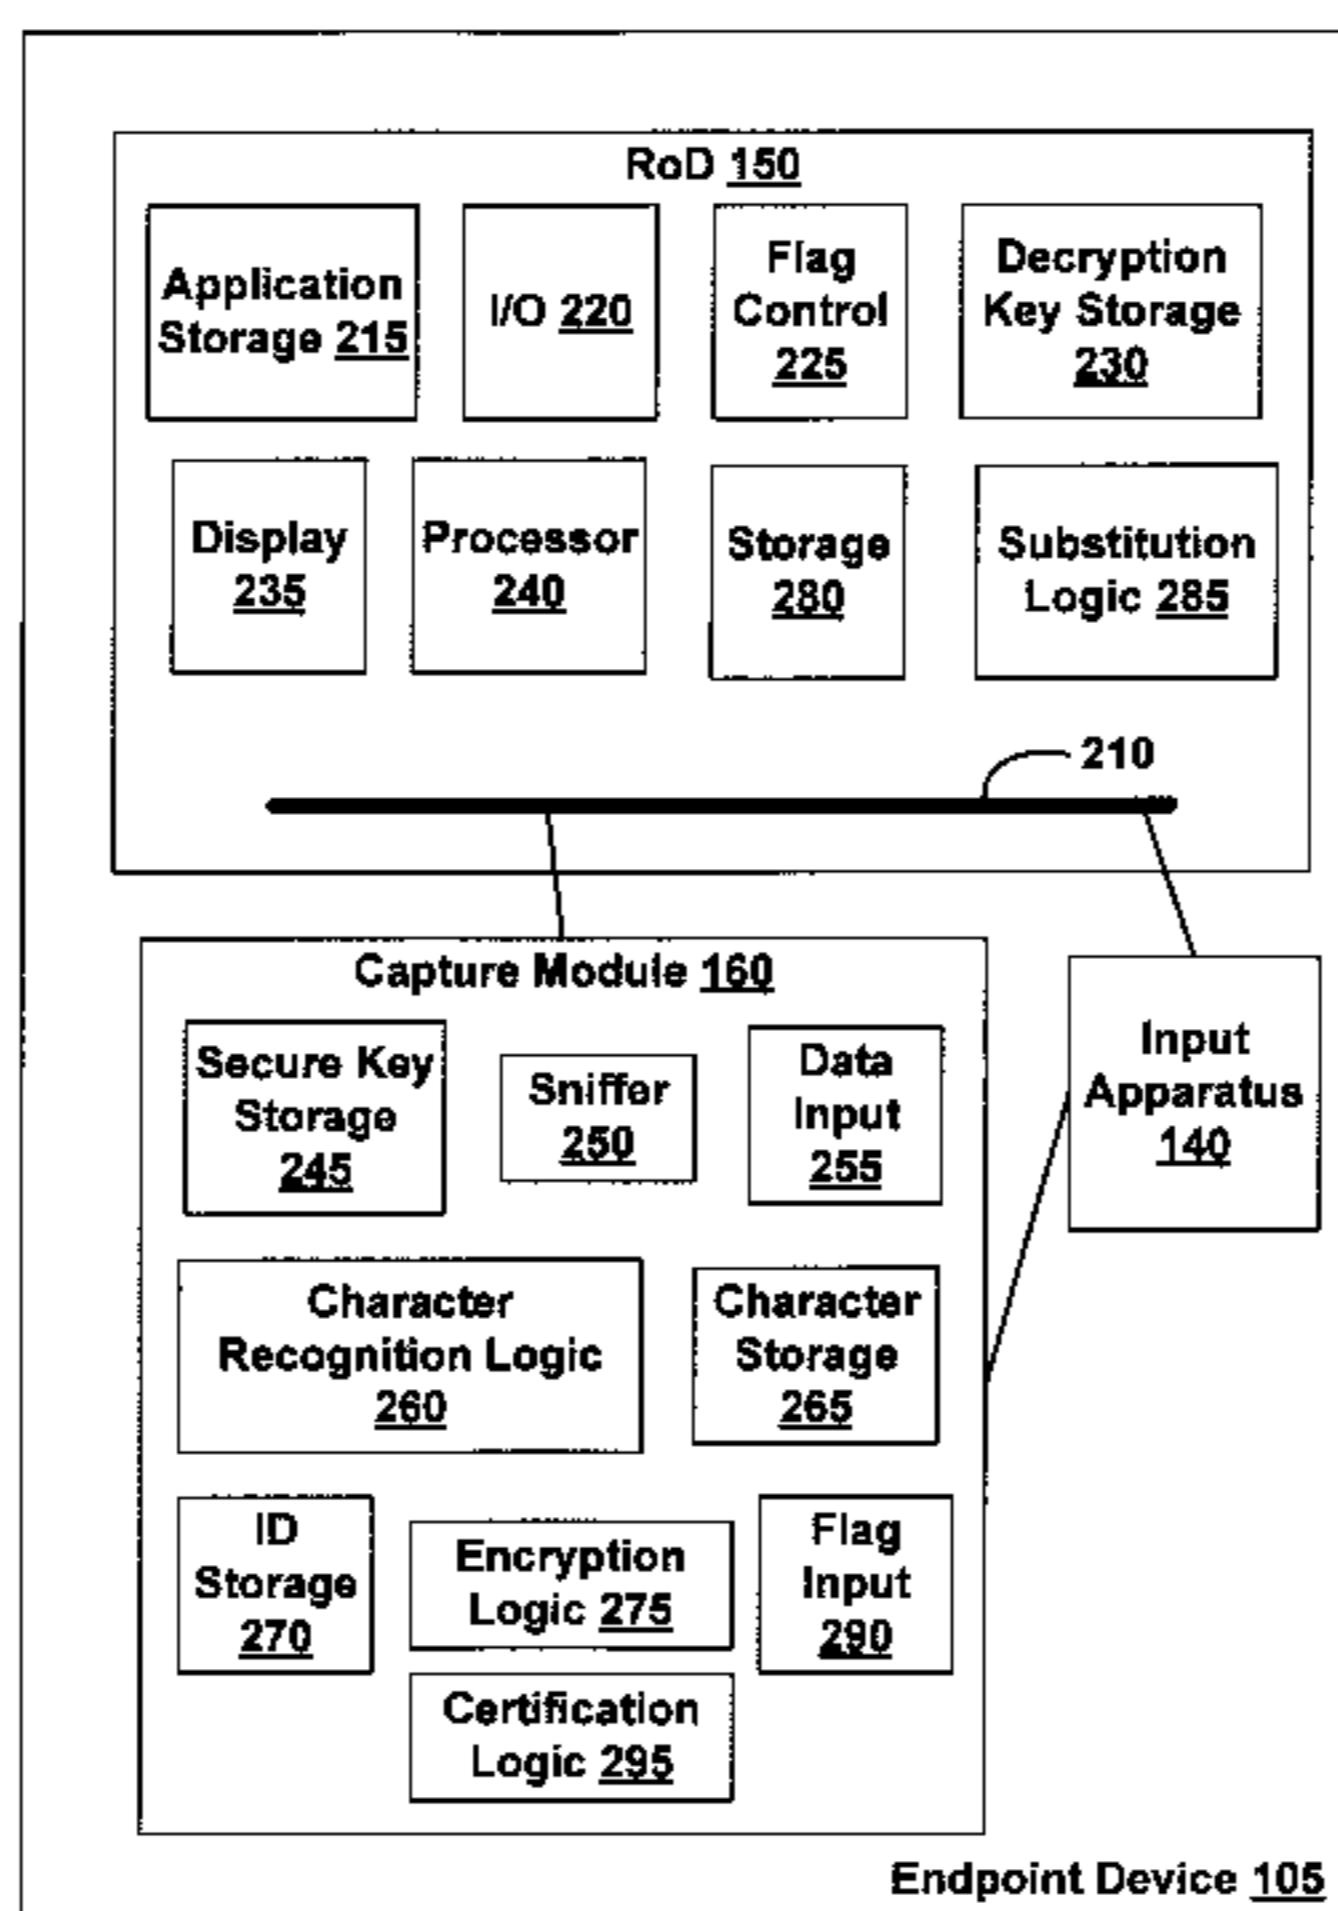 RoD 150
Application
Storage 215
I/O 220
Flag
Control
225
Decryption
Key Storage
230
Display
235
Processor
240
Storage
280
Substitution
Logic 285
210
Capture Module 160
Secure Key
Storage
245
Sniffer
250
Data
Input
255
Input
Apparatus
140
Character
Recognition Logic
260
Character
Storage
265
ID
Storage
270
Encryption
Logic 275
Flag
Input
290
Certification
Logic 295
Endpoint Device 105